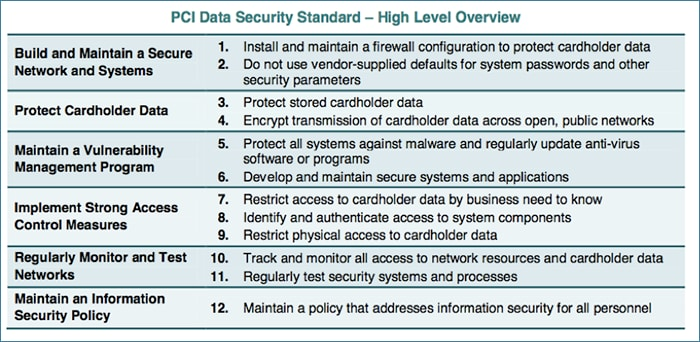 PCI Data Security Standard – High Level Overview
Build and Maintain a Secure
Network and Systems
1. Install and maintain a firewall configuration to protect cardholder data
2. Do not use vendor-supplied defaults for system passwords and other
security parameters
Protect Cardholder Data
3. Protect stored cardholder data
4. Encrypt transmission of cardholder data across open, public networks
Maintain a Vulnerability
Management Program
5. Protect all systems against malware and regularly update anti-virus
software or programs
6. Develop and maintain secure systems and applications
Implement Strong Access
Control Measures
7. Restrict access to cardholder data by business need to know
8. Identify and authenticate access to system components
9. Restrict physical access to cardholder data
Regularly Monitor and Test
Networks
10. Track and monitor all access to network resources and cardholder data
11. Regularly test security systems and processes
Maintain an Information
Security Policy
12. Maintain a policy that addresses information security for all personnel